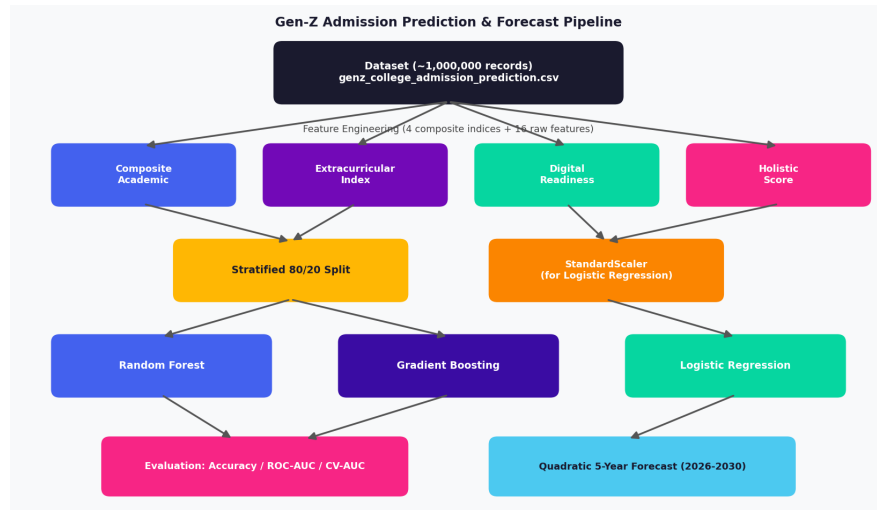 Gen-Z Admission Prediction & Forecast Pipeline
Dataset (~1,000,000 records)
genz_college_admission_prediction.csv
Feature Engineering (4 composite indices + 16 raw features)
Composite
Academic
Extracurricular
Index
Digital
Readiness
Holistic
Score
Stratified 80/20 Split
StandardScaler
(for Logistic Regression)
Random Forest
Gradient Boosting
Logistic Regression
Evaluation: Accuracy / ROC-AUC / CV-AUC
Quadratic 5-Year Forecast (2026-2030)